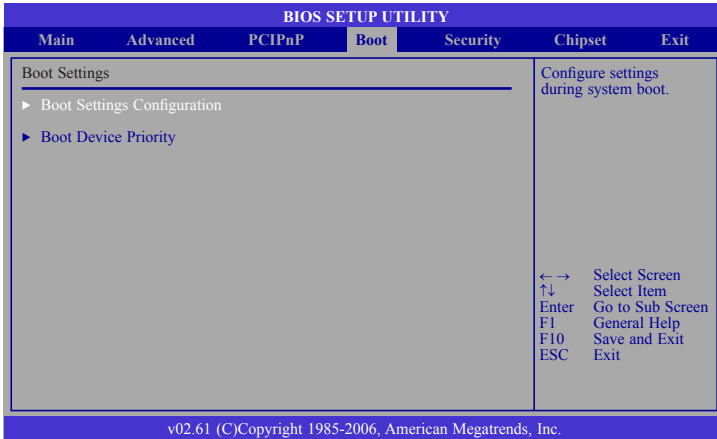 BIOS SETUP UTILITY
Main Advanced PCIPnP Boot Security Chipset Exit
Boot Settings
► Boot Settings Configuration
► Boot Device Priority
Configure settings
during system boot.
← → Select Screen
↑↓ Select Item
Enter Go to Sub Screen
F1 General Help
F10 Save and Exit
ESC Exit
v02.61 (C)Copyright 1985-2006, American Megatrends, Inc.